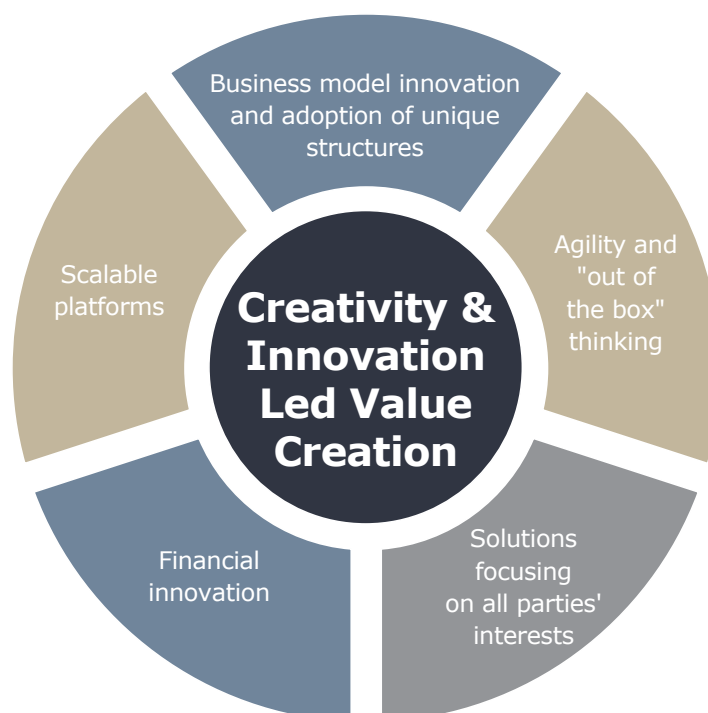 Business model innovation
and adoption of unique
structures
Agility and
"out of
the box"
thinking
Scalable
platforms
Creativity &
Innovation
Led Value
Creation
Solutions
focusing
on all parties'
interests
Financial
innovation